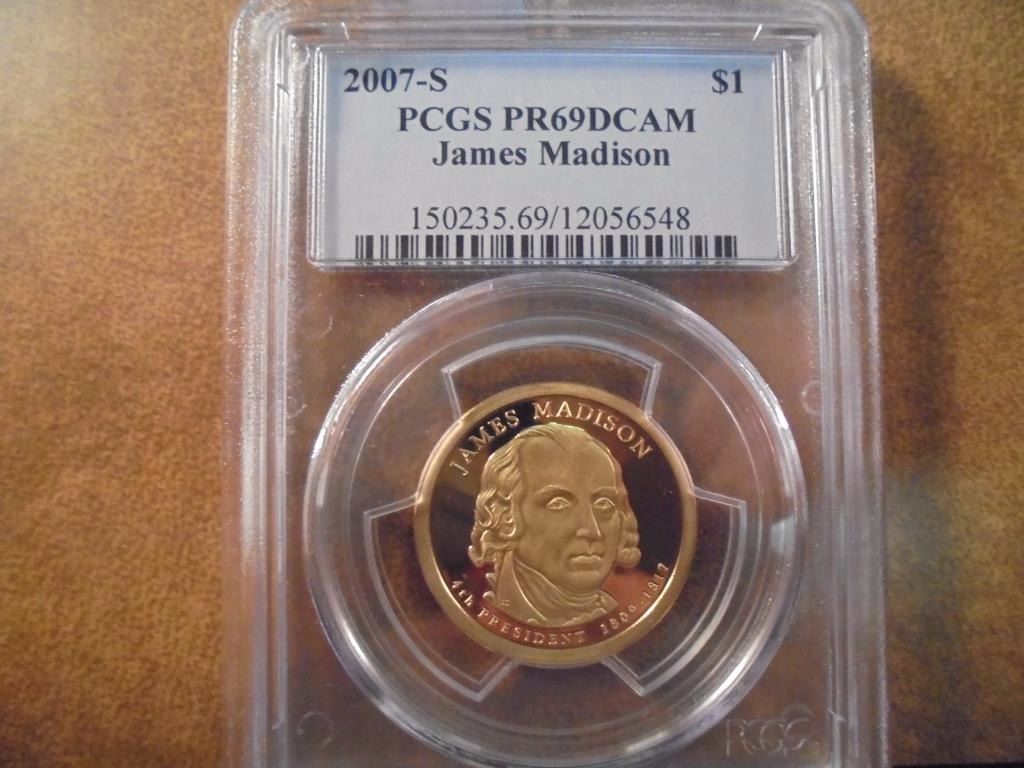 2007-S $1
PCGS PR69DCAM
James Madison
150235.69/12056548
JAMES MADISON
4th PRESIDENT 1809-1817
PCGS